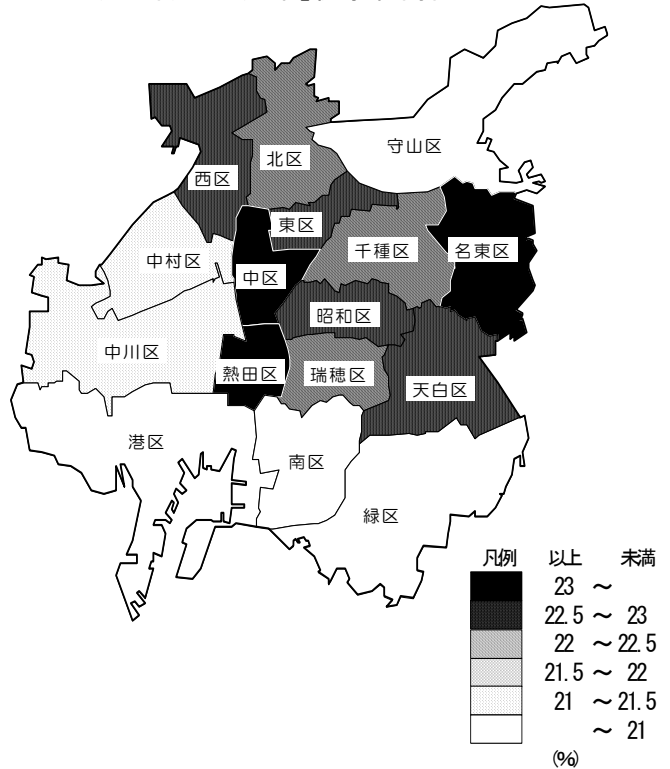 守山区
北区
西区
東区
千種区
名東区
中村区
中区
昭和区
中川区
熱田区
瑞穂区
天白区
港区
南区
緑区
凡例 以上 未満
23 ～
22.5 ～ 23
22 ～ 22.5
21.5 ～ 22
21 ～ 21.5
～ 21
(%)